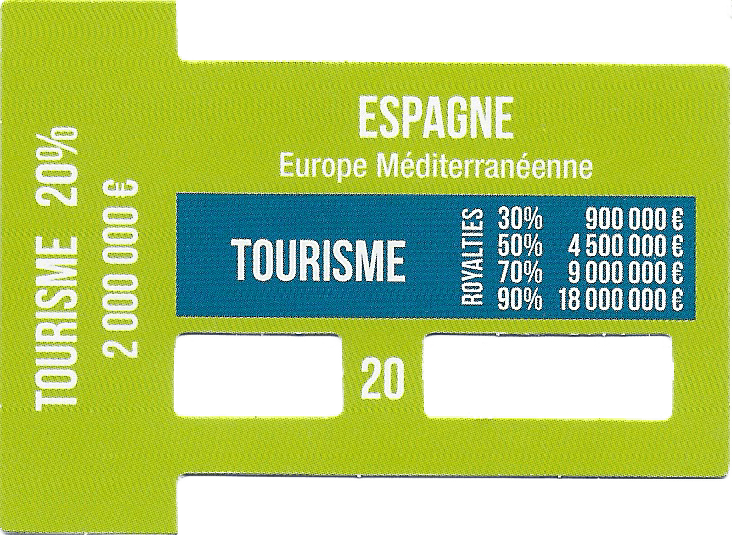 TOURISME 20%
2 000 000 €
ESPAGNE
Europe Méditerranéenne
TOURISME
ROYALTIES
30% 900 000 €
50% 4 500 000 €
70% 9 000 000 €
90% 18 000 000 €
20